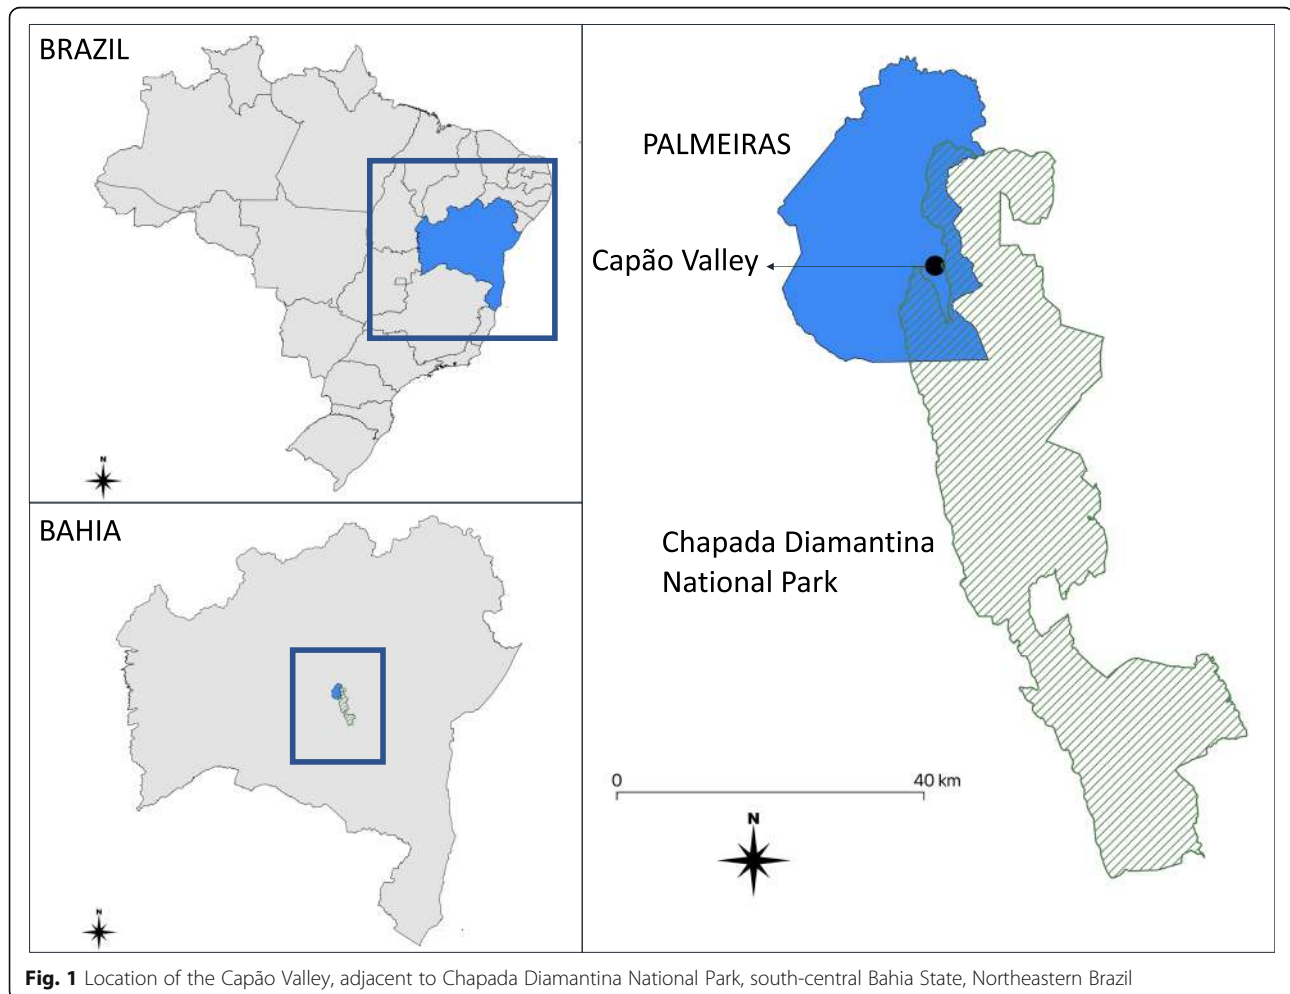 BRAZIL
N
BAHIA
N
PALMEIRAS
Capão Valley
Chapada Diamantina
National Park
0 40 km
N
Fig. 1 Location of the Capão Valley, adjacent to Chapada Diamantina National Park, south-central Bahia State, Northeastern Brazil